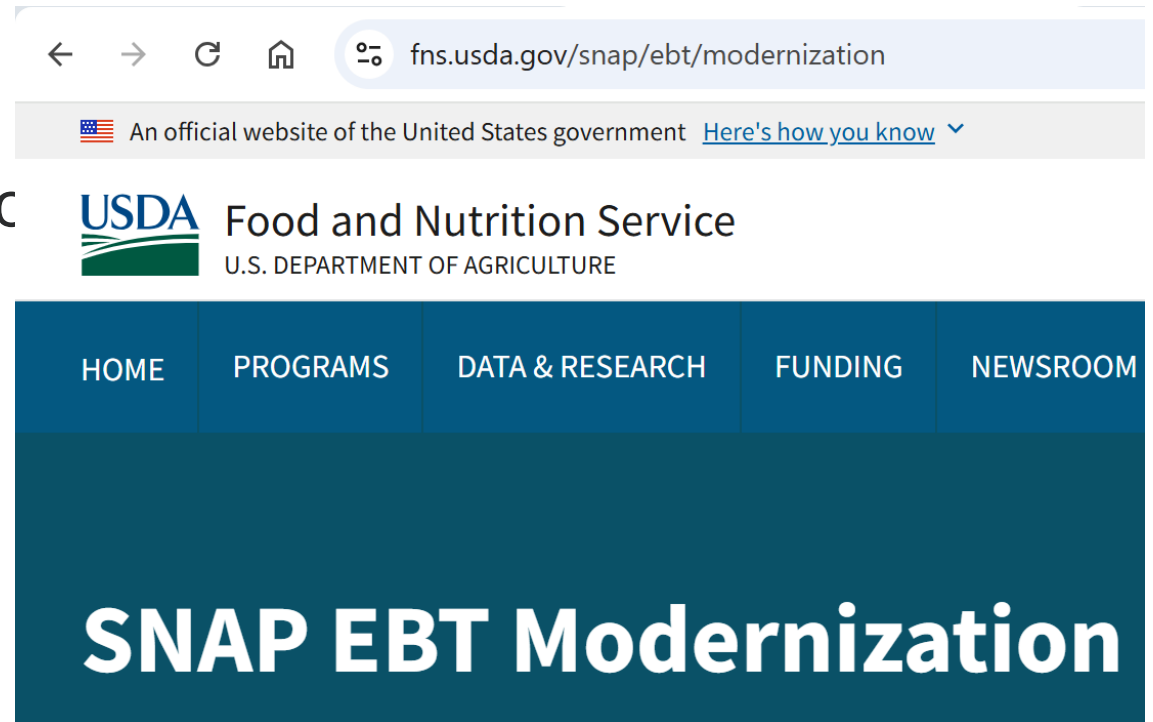 fns.usda.gov/snap/ebt/modernization
An official website of the United States government Here's how you know
USDA
Food and Nutrition Service
U.S. DEPARTMENT OF AGRICULTURE
HOME PROGRAMS DATA & RESEARCH FUNDING NEWSROOM
SNAP EBT Modernization